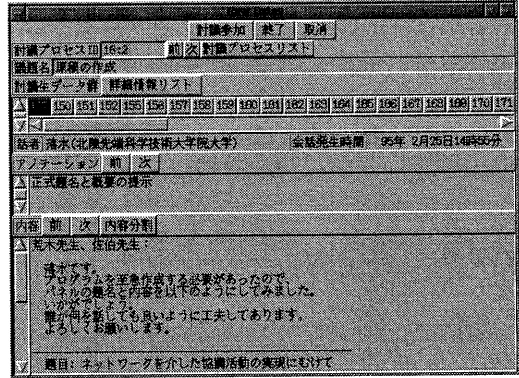 討議参加 終了 取消
討議プロセスID 16:2 前 次 討議プロセスリスト
議題名 原稿の作成
討議生データ群 詳細情報リスト
150 151 152 155 156 157 158 159 160 161 162 163 164 165 166 167 168 169 170 171
話者 落水(北陸先端科学技術大学院大学) 会話発生時間 95年 2月25日14時55分
アノテーション 前 次
正式題名と概要の提示
内容 前 次 内容分割
荒木先生、佐伯先生:
落水です。
プログラムを至急作成する必要があったので、
パネルの題名と内容を以下のようにしてみました。
いかがでしょう。
誰が何を話しても良いように工夫してあります。
よろしくお願いします。
題目: ネットワークを介した協調活動の実現にむけて